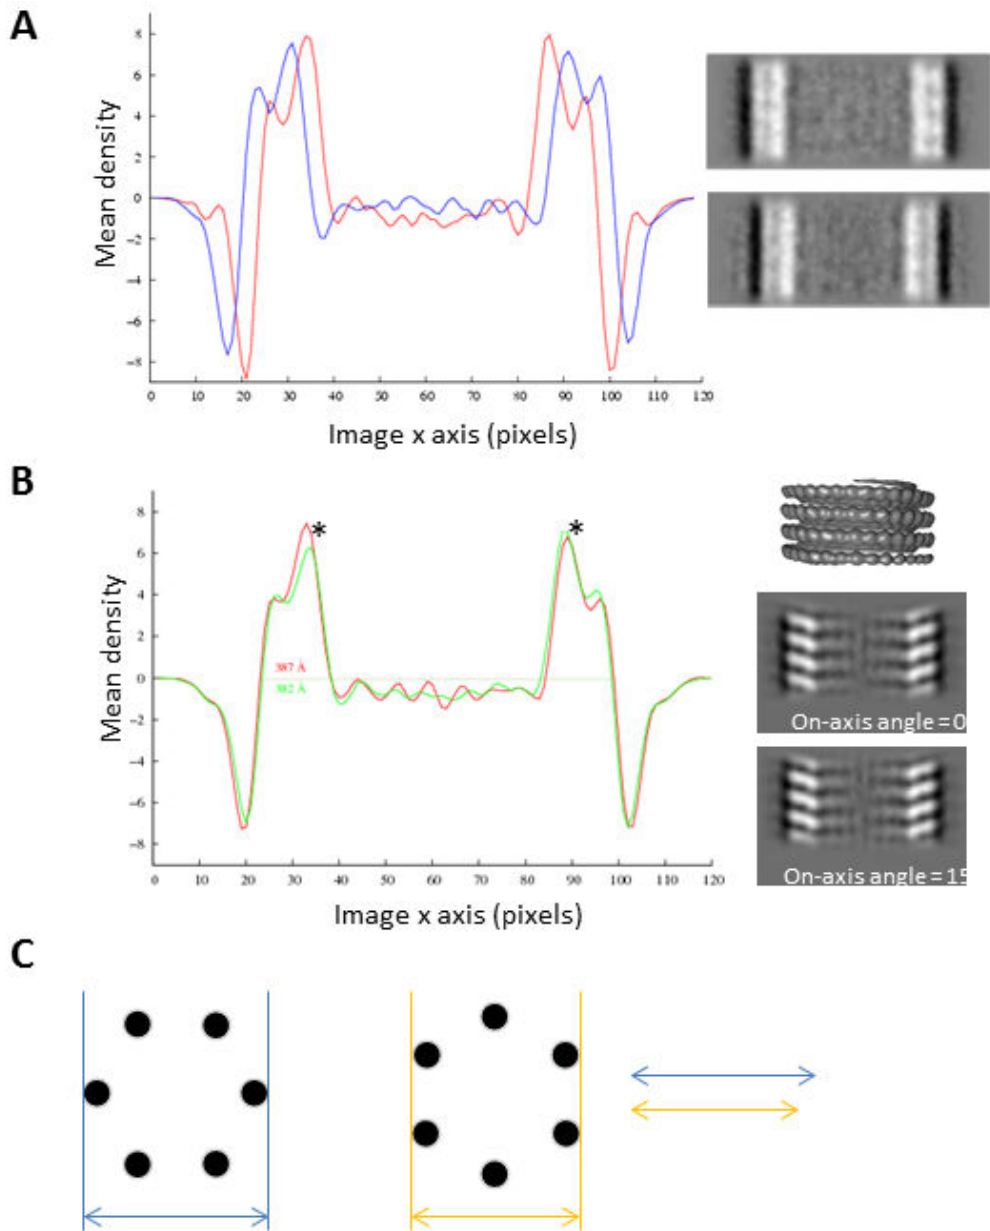 A
Mean density
8
6
4
2
0
-2
-4
-6
-8
0 10 20 30 40 50 60 70 80 90 100 110 120
Image x axis (pixels)
B
Mean density
8
6
4
2
0
-2
-4
-6
-8
* *
387 Å
382 Å
0 10 20 30 40 50 60 70 80 90 100 110 120
Image x axis (pixels)
On-axis angle = 0
On-axis angle = 15
C